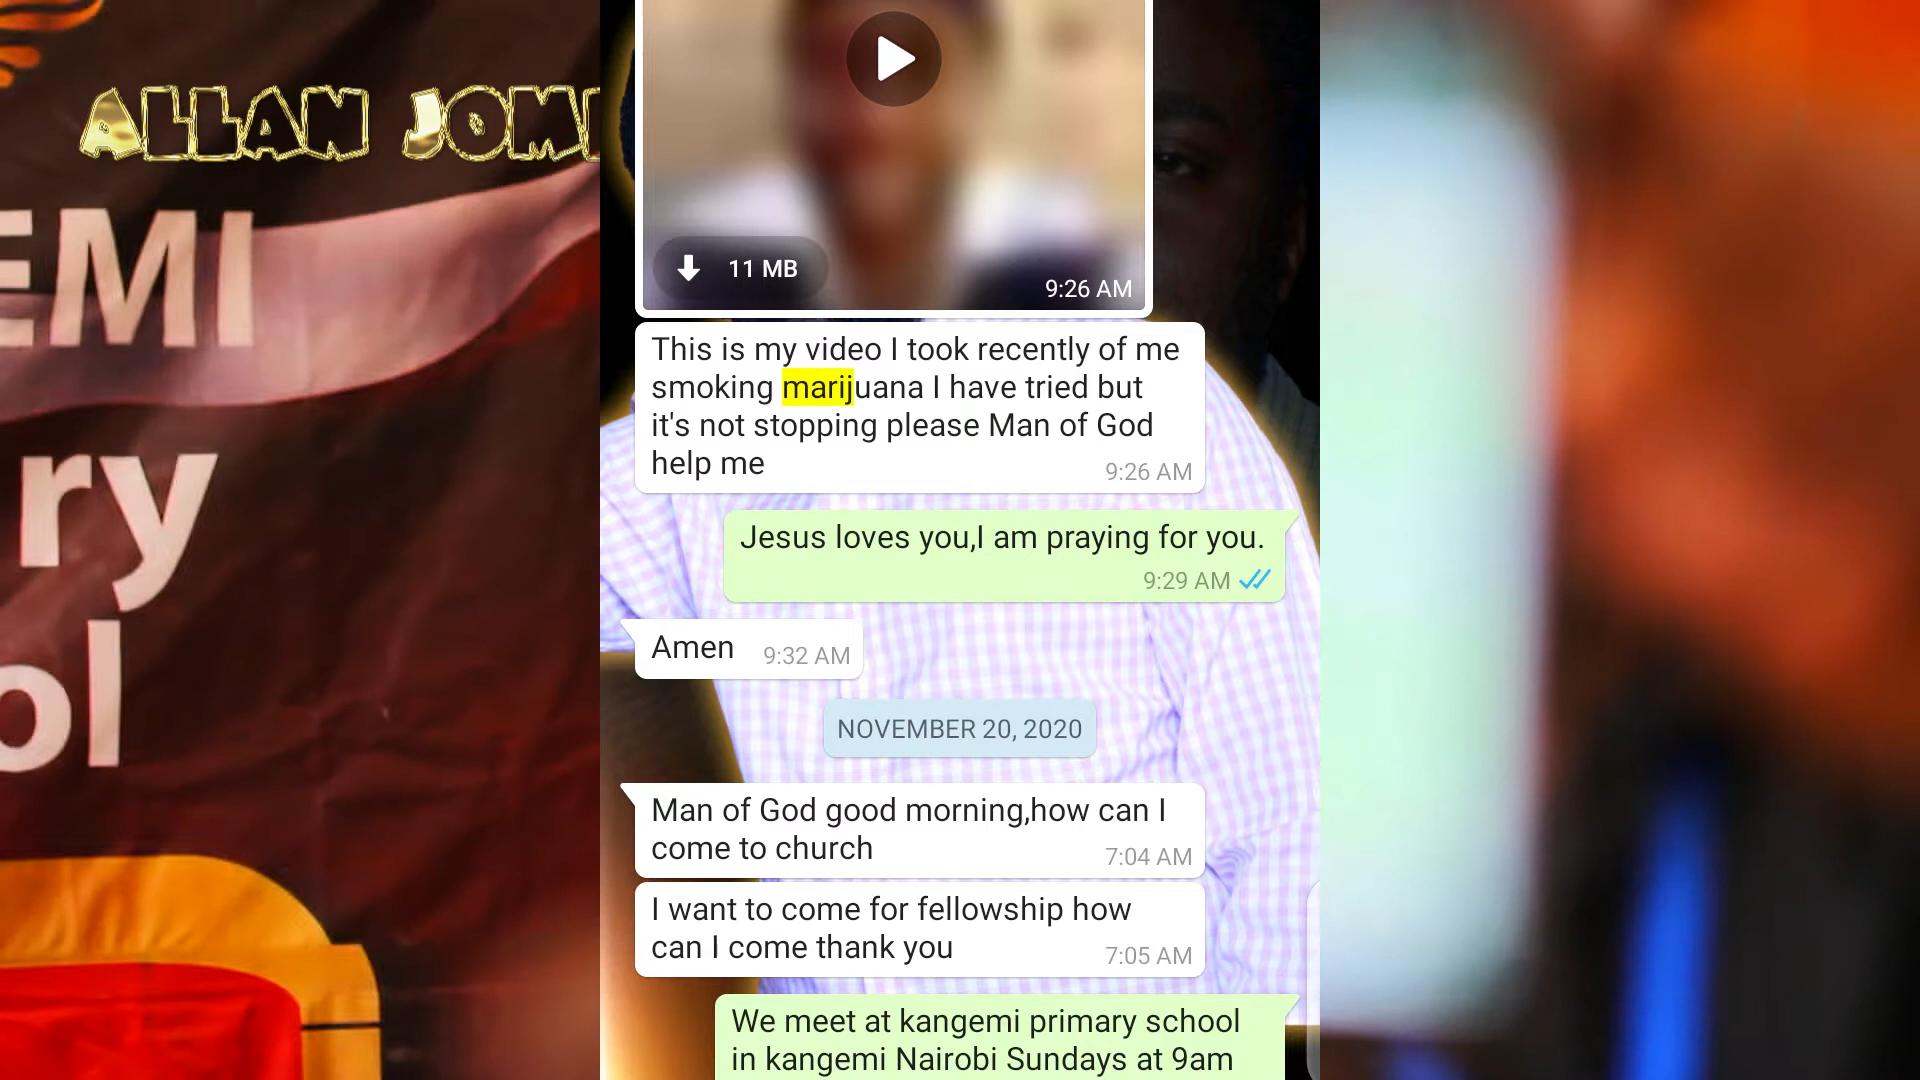 ALLAN JOM
EMI
ry
ol
11 MB
9:26 AM
This is my video I took recently of me
smoking marijuana I have tried but
it's not stopping please Man of God
help me
9:26 AM
Jesus loves you,I am praying for you.
9:29 AM
Amen
9:32 AM
NOVEMBER 20, 2020
Man of God good morning,how can I
come to church
7:04 AM
I want to come for fellowship how
can I come thank you
7:05 AM
We meet at kangemi primary school
in kangemi Nairobi Sundays at 9am